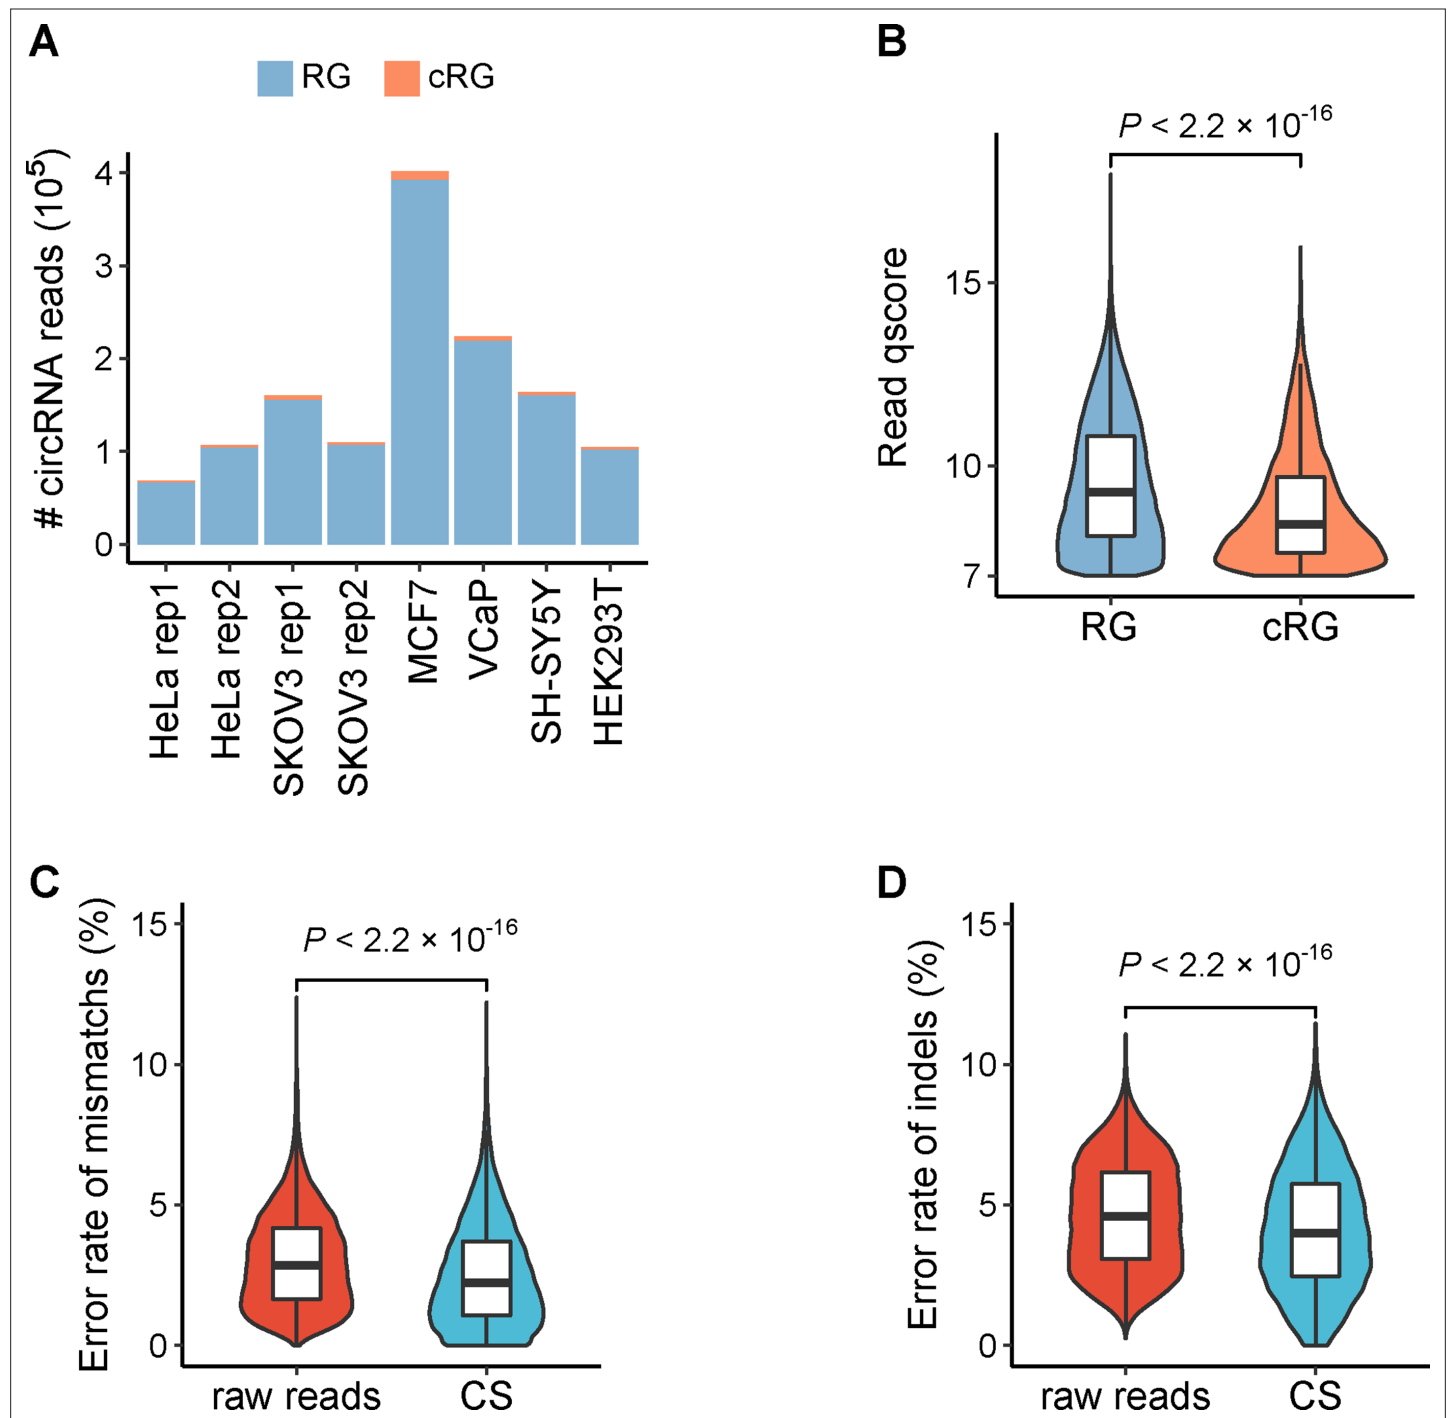 A
RG cRG
# circRNA reads (10⁵)
4
3
2
1
0
HeLa rep1
HeLa rep2
SKOV3 rep1
SKOV3 rep2
MCF7
VCaP
SH-SY5Y
HEK293T
B
P < 2.2 × 10⁻¹⁶
Read qscore
15
10
7
RG cRG
C
P < 2.2 × 10⁻¹⁶
Error rate of mismatchs (%)
15
10
5
0
raw reads CS
D
P < 2.2 × 10⁻¹⁶
Error rate of indels (%)
15
10
5
0
raw reads CS